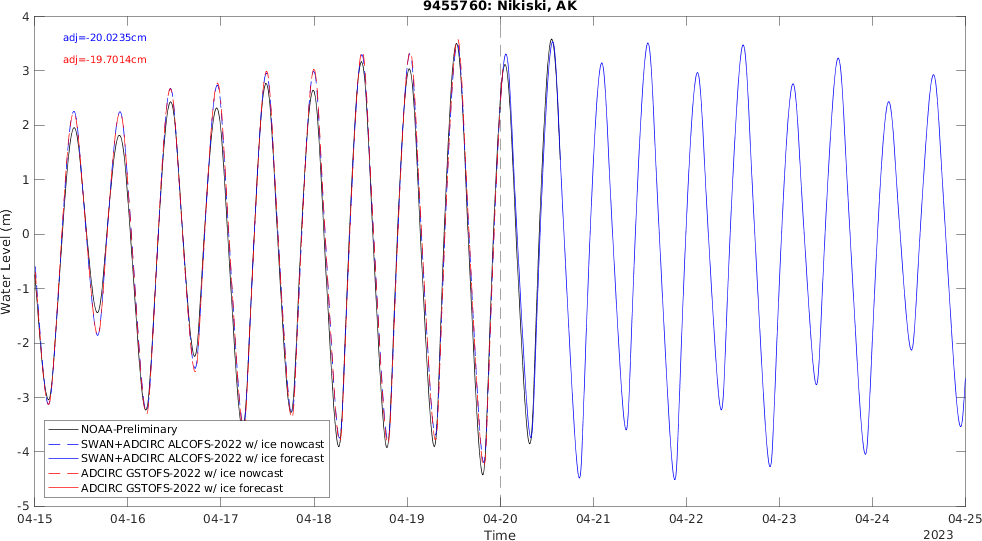 9455760: Nikiski, AK
adj=-20.0235cm
adj=-19.7014cm
4
3
2
1
0
-1
-2
-3
-4
-5
Water Level (m)
NOAA-Preliminary
SWAN+ADCIRC ALCOFS-2022 w/ ice nowcast
SWAN+ADCIRC ALCOFS-2022 w/ ice forecast
ADCIRC GSTOFS-2022 w/ ice nowcast
ADCIRC GSTOFS-2022 w/ ice forecast
04-15 04-16 04-17 04-18 04-19 04-20 04-21 04-22 04-23 04-24 04-25
Time
2023